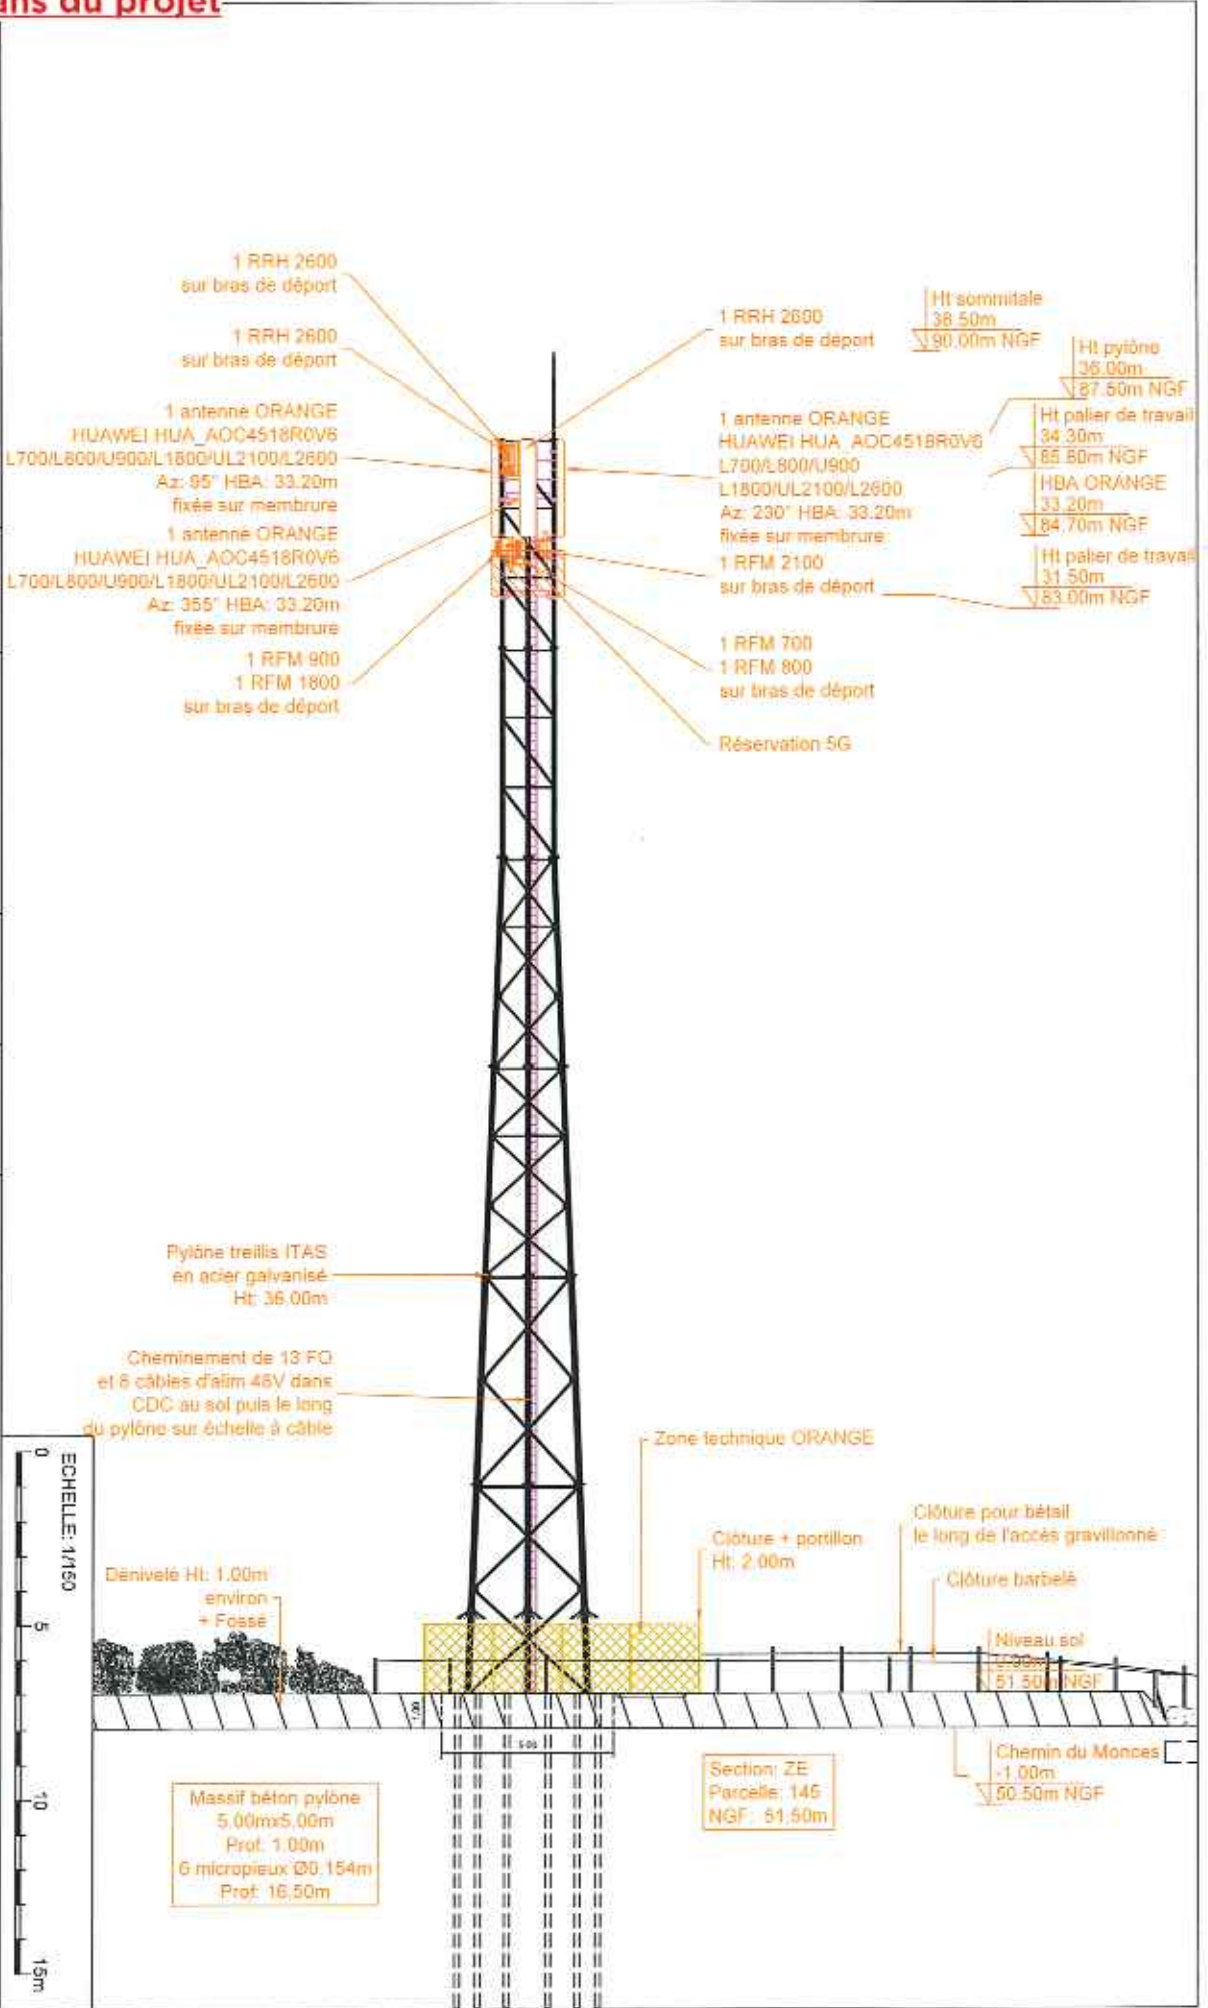 ans du projet
1 RRH 2600
sur bras de déport
1 RRH 2600
sur bras de déport
1 antenne ORANGE
HUAWEI HUA_AOC4518R0V6
L700/L800/U900/L1800/UL2100/L2600
Az: 95° HBA: 33.20m
fixée sur membrure
1 antenne ORANGE
HUAWEI HUA_AOC4518R0V6
L700/L800/U900/L1800/UL2100/L2600
Az: 355° HBA: 33.20m
fixée sur membrure
1 RFM 900
1 RFM 1800
sur bras de déport
1 RRH 2600
sur bras de déport
1 antenne ORANGE
HUAWEI HUA_AOC4518R0V6
L700/L800/U900
L1800/UL2100/L2600
Az: 230° HBA: 33.20m
fixée sur membrure
1 RFM 2100
sur bras de déport
1 RFM 700
1 RFM 800
sur bras de déport
Réservation 5G
Ht sommitale
38.50m
90.00m NGF
Ht pylône
36.00m
87.50m NGF
Ht palier de travail
34.30m
85.80m NGF
HBA ORANGE
33.20m
84.70m NGF
Ht palier de travail
31.50m
83.00m NGF
Pylône treillis ITAS
en acier galvanisé
Ht: 36.00m
Cheminement de 13 FO
et 6 câbles d'alim 48V dans
CDC au sol puis le long
du pylône sur échelle à câble
Zone technique ORANGE
Clôture + portillon
Ht: 2.00m
Clôture pour bétail
le long de l'accès gravillonné
Clôture barbelé
Dénivelé Ht: 1.00m
environ
+ Fossé
Niveau sol
0.00m
51.50m NGF
Chemin du Monces
-1.00m
50.50m NGF
1.00
5.00
Section: ZE
Parcelle: 145
NGF: 51.50m
Massif béton pylône
5.00mx5.00m
Prof: 1.00m
6 micropieux Ø0.154m
Prof: 16.50m
ECHELLE: 1/150
0
5
10
15m